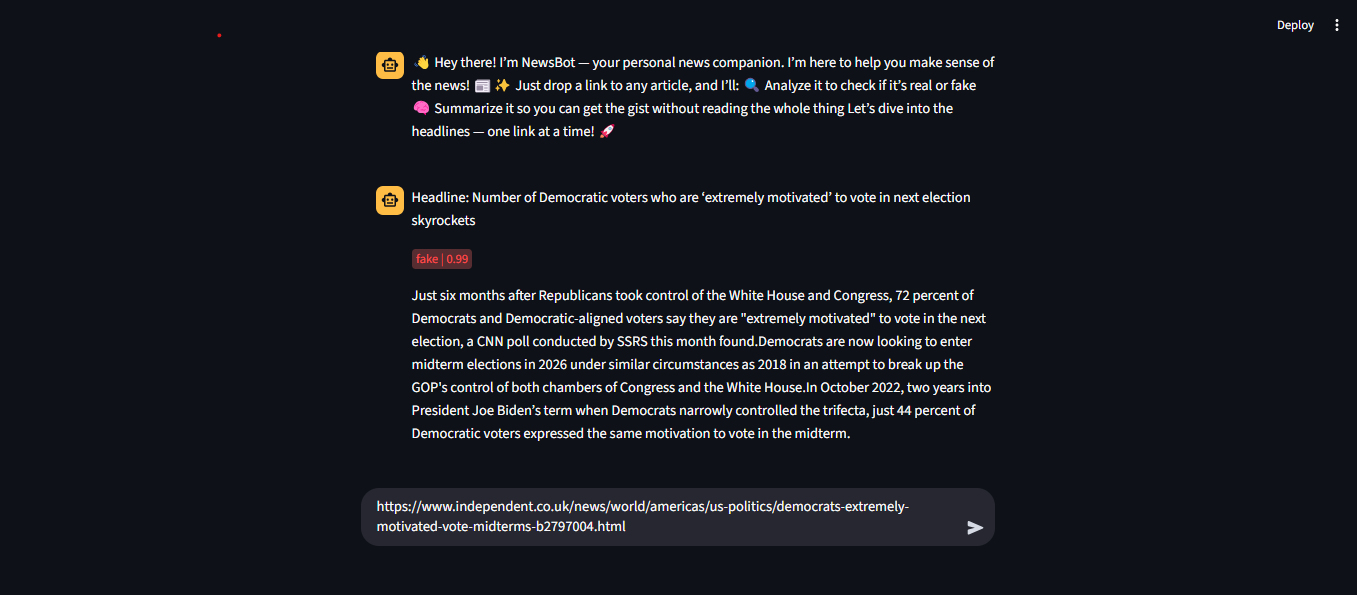 Deploy
👋 Hey there! I’m NewsBot — your personal news companion. I’m here to help you make sense of
the news! 📰 ✨ Just drop a link to any article, and I’ll: 🔍 Analyze it to check if it’s real or fake
🧠 Summarize it so you can get the gist without reading the whole thing Let’s dive into the
headlines — one link at a time! 🚀
Headline: Number of Democratic voters who are ‘extremely motivated’ to vote in next election
skyrockets
fake | 0.99
Just six months after Republicans took control of the White House and Congress, 72 percent of
Democrats and Democratic-aligned voters say they are "extremely motivated" to vote in the next
election, a CNN poll conducted by SSRS this month found.Democrats are now looking to enter
midterm elections in 2026 under similar circumstances as 2018 in an attempt to break up the
GOP's control of both chambers of Congress and the White House.In October 2022, two years into
President Joe Biden’s term when Democrats narrowly controlled the trifecta, just 44 percent of
Democratic voters expressed the same motivation to vote in the midterm.
https://www.independent.co.uk/news/world/americas/us-politics/democrats-extremely-
motivated-vote-midterms-b2797004.html